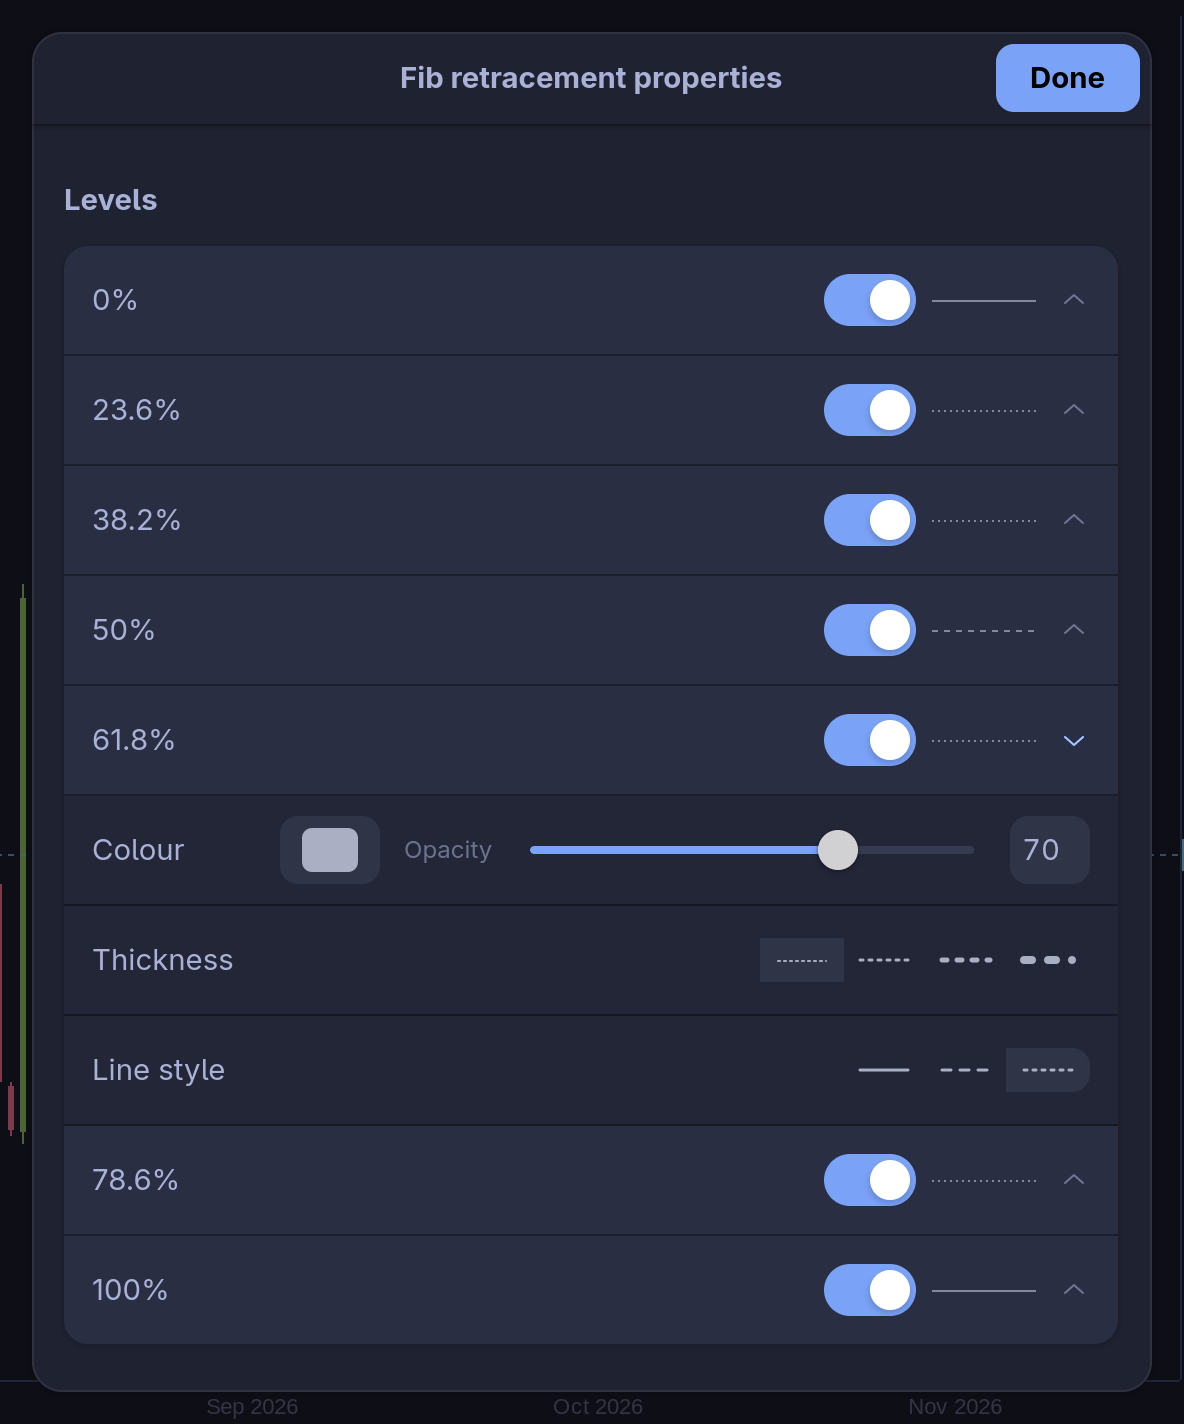 Fib retracement properties
Done
Levels
0%
23.6%
38.2%
50%
61.8%
Colour
Opacity
70
Thickness
Line style
78.6%
100%
Sep 2026
Oct 2026
Nov 2026